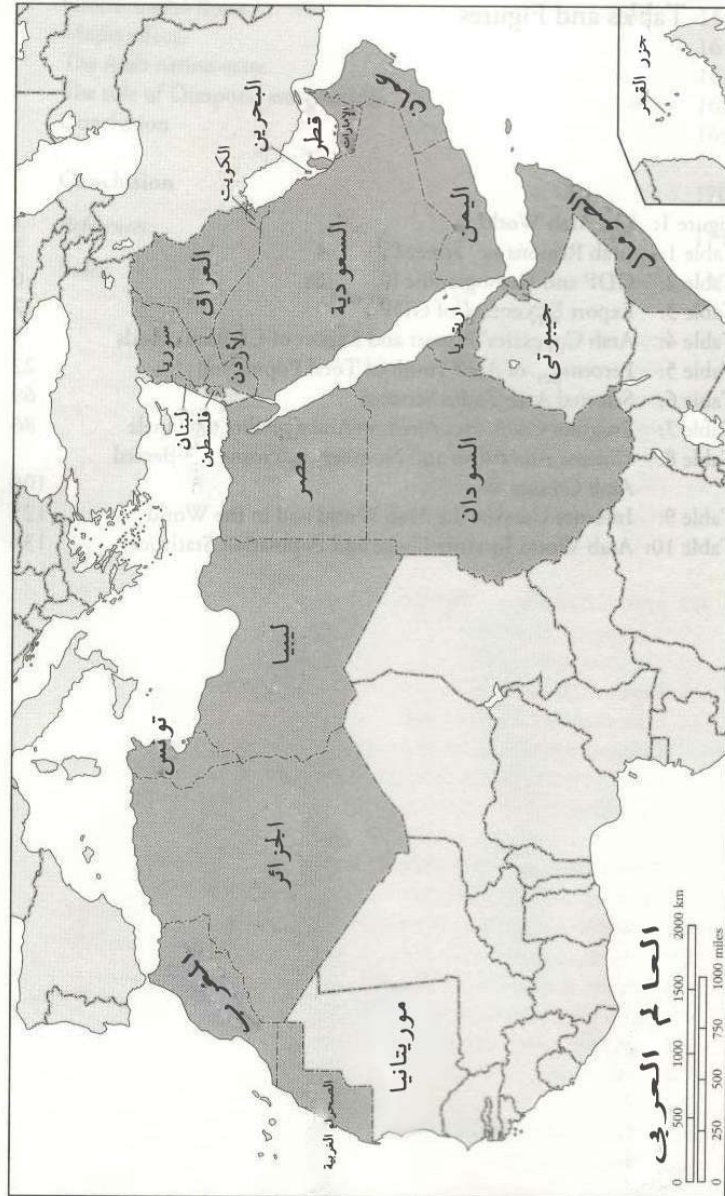 العالم العربي
0 500 1000 1500 2000 km
0 250 500 750 1000 miles
المغرب
الصحراء الغربية
موريتانيا
الجزائر
تونس
ليبيا
مصر
السودان
اريتريا
جيبوتي
الصومال
جزر القمر
لبنان
فلسطين
سوريا
الأردن
العراق
الكويت
السعودية
البحرين
قطر
الامارات
عمان
اليمن
Tables and Figures